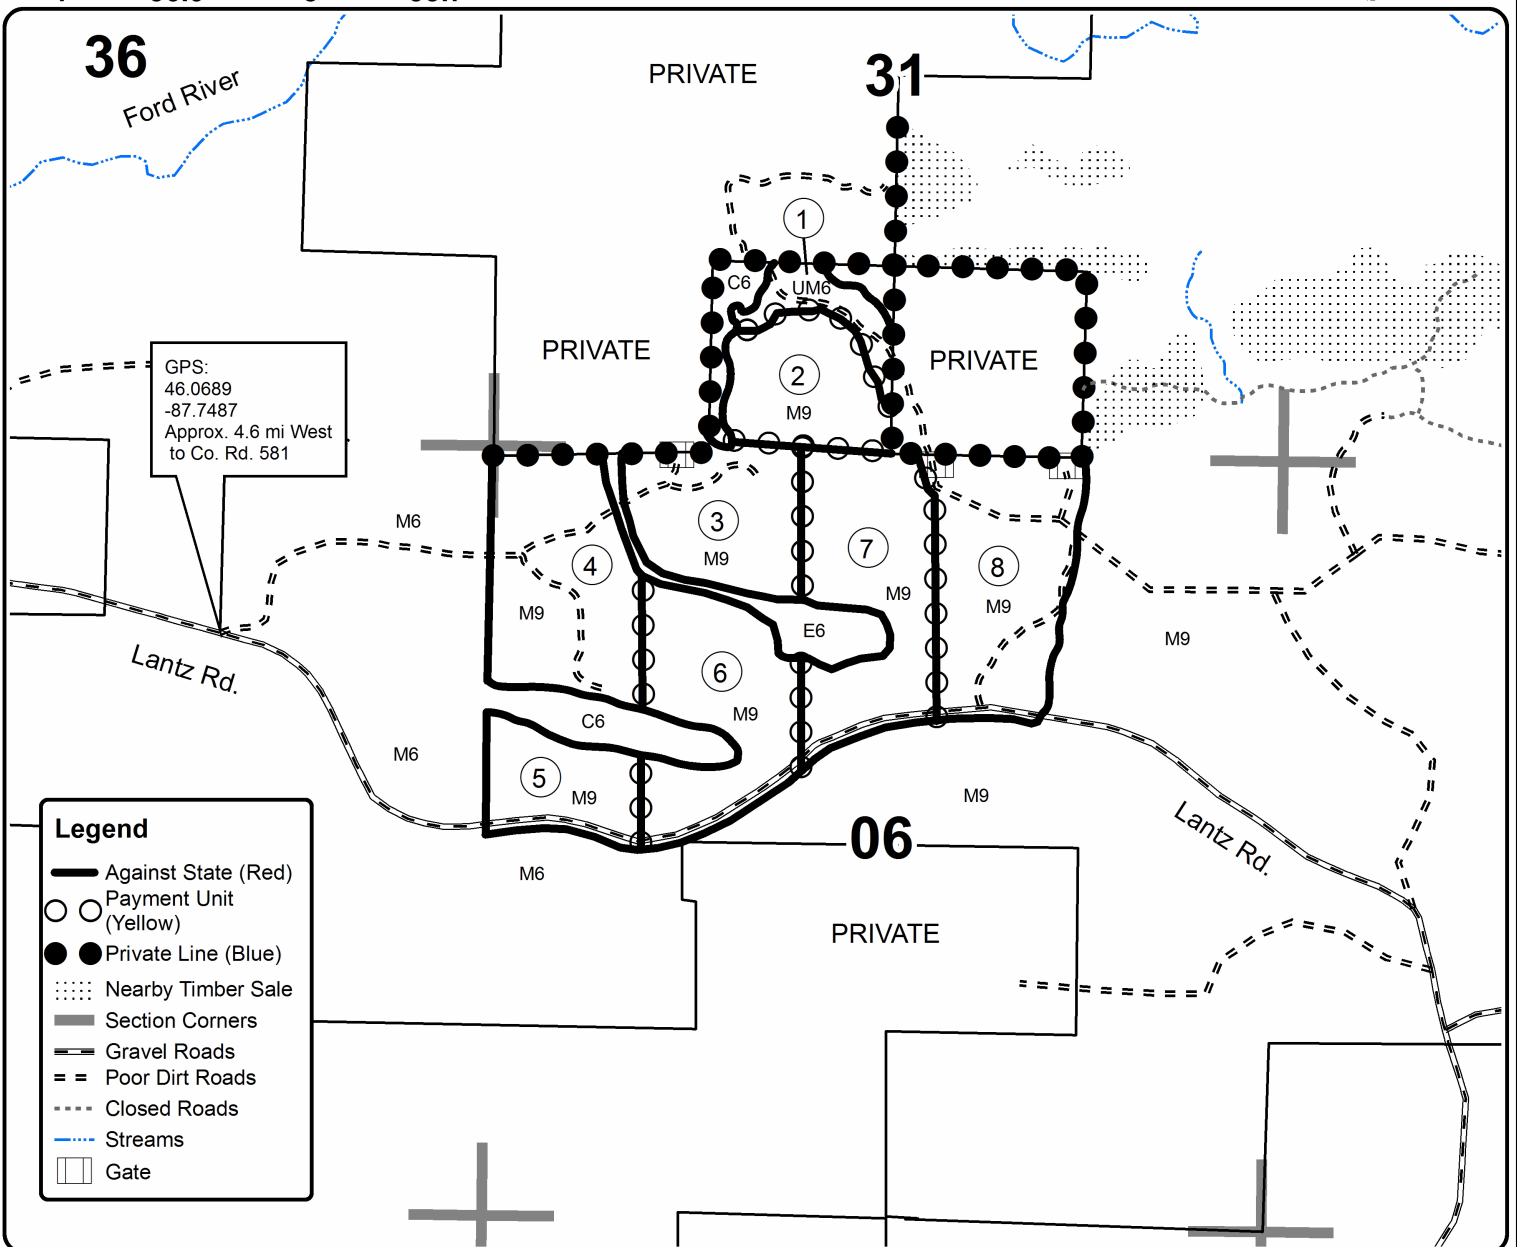 36
Ford River
PRIVATE
31
1
C6
UM6
PRIVATE
PRIVATE
2
M9
GPS:
46.0689
-87.7487
Approx. 4.6 mi West
to Co. Rd. 581
M6
3
M9
4
M9
7
M9
8
M9
E6
M9
Lantz Rd.
6
M9
C6
M6
5
M9
M9
06
Lantz Rd.
M6
PRIVATE
Legend
Against State (Red)
Payment Unit
(Yellow)
Private Line (Blue)
Nearby Timber Sale
Section Corners
Gravel Roads
Poor Dirt Roads
Closed Roads
Streams
Gate